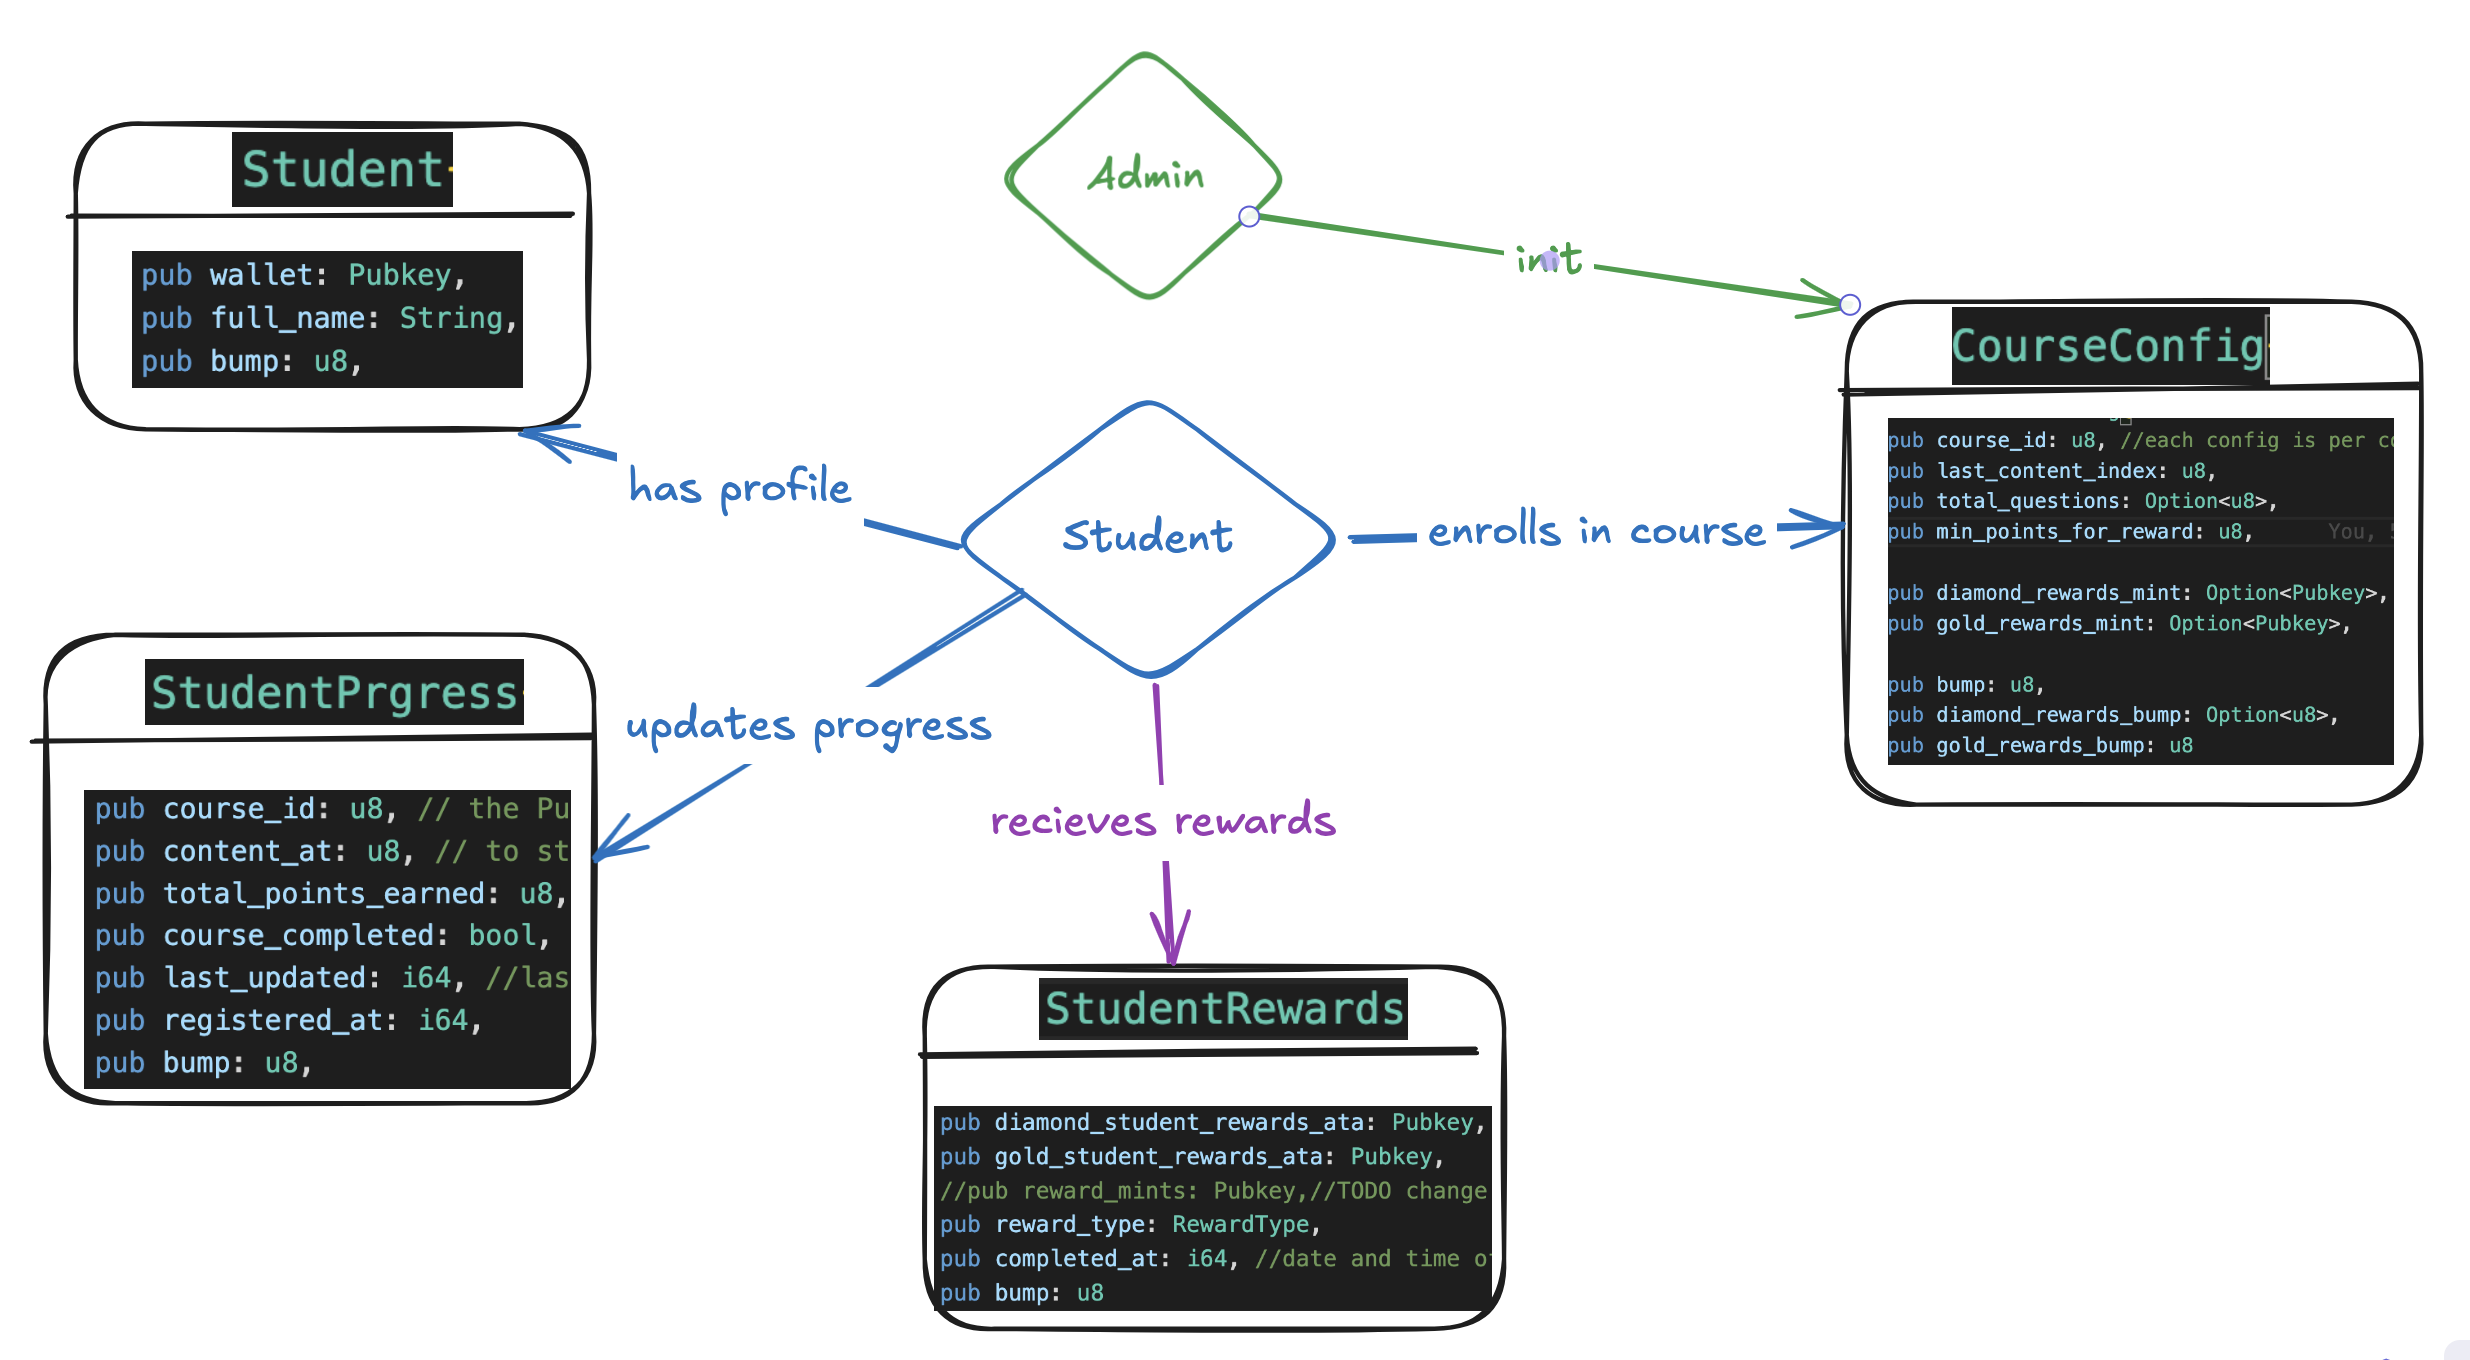 Admin
init
Student
pub wallet: Pubkey,
pub full_name: String,
pub bump: u8,
CourseConfig
pub course_id: u8, //each config is per
pub last_content_index: u8,
pub total_questions: Option<u8>,
pub min_points_for_reward: u8, You,
pub diamond_rewards_mint: Option<Pubkey>,
pub gold_rewards_mint: Option<Pubkey>,
pub bump: u8,
pub diamond_rewards_bump: Option<u8>,
pub gold_rewards_bump: u8
has profile
Student
enrolls in course
updates progress
recieves rewards
StudentPrgress
pub course_id: u8, // the Pu
pub content_at: u8, // to st
pub total_points_earned: u8,
pub course_completed: bool,
pub last_updated: i64, //las
pub registered_at: i64,
pub bump: u8,
StudentRewards
pub diamond_student_rewards_ata: Pubkey,
pub gold_student_rewards_ata: Pubkey,
//pub reward_mints: Pubkey,//TODO change
pub reward_type: RewardType,
pub completed_at: i64, //date and time of
pub bump: u8